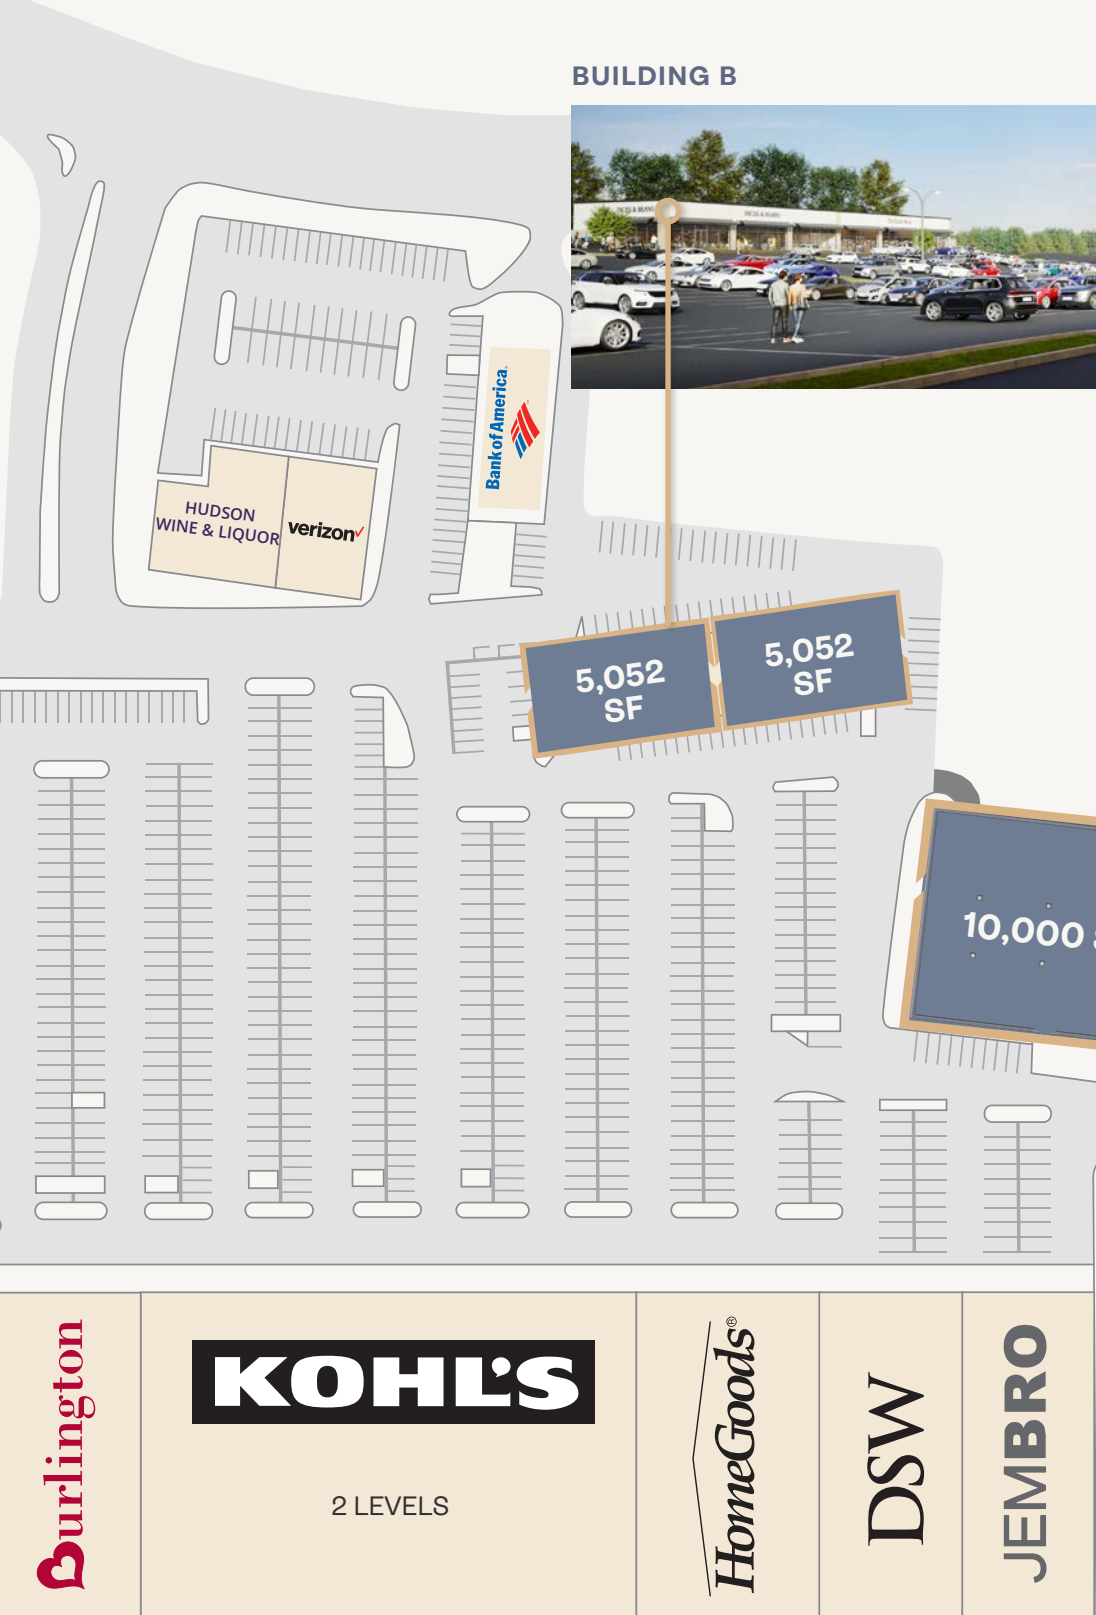 BUILDING B
Bank of America
HUDSON
WINE & LIQUOR
verizon
5,052
SF
5,052
SF
10,000
Burlington
KOHL'S
2 LEVELS
HomeGoods®
DSW
JEMBRO